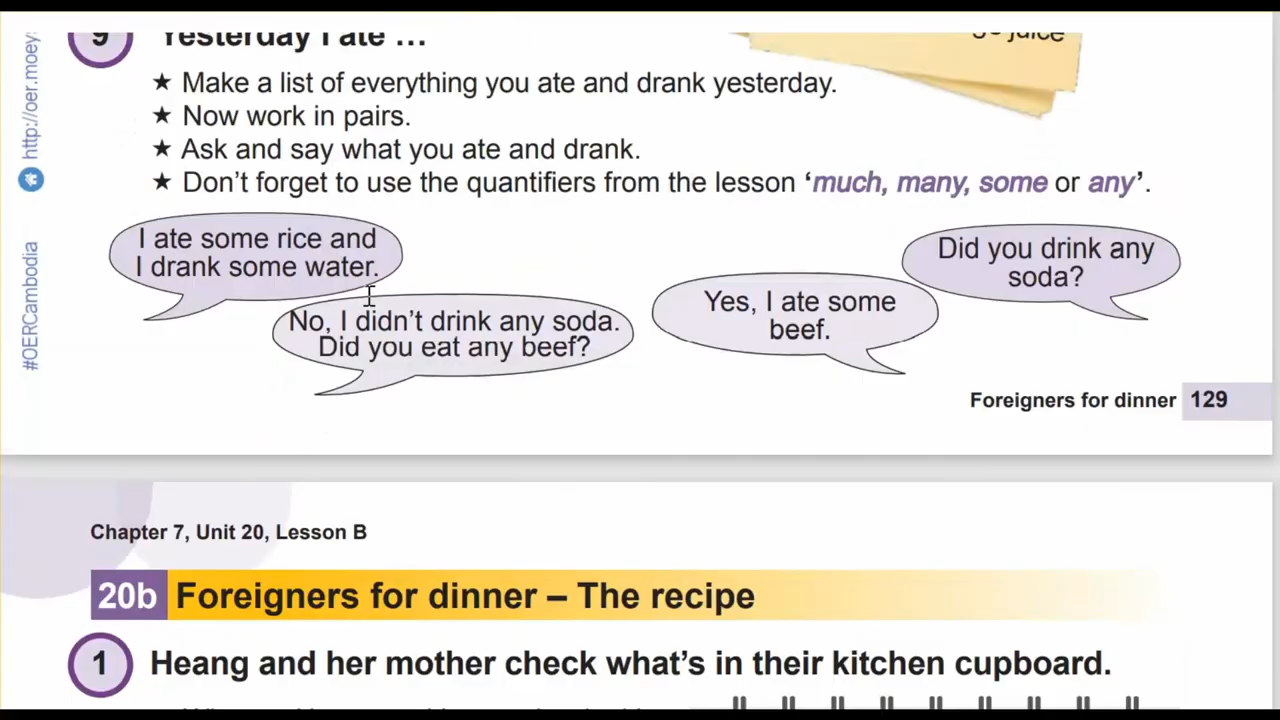 9 Yesterday I ate …
5- juice
★ Make a list of everything you ate and drank yesterday.
★ Now work in pairs.
★ Ask and say what you ate and drank.
★ Don’t forget to use the quantifiers from the lesson ‘much, many, some or any’.
I ate some rice and
I drank some water.
No, I didn’t drink any soda.
Did you eat any beef?
Yes, I ate some
beef.
Did you drink any
soda?
Foreigners for dinner 129
http://oer.moey
#OERCambodia
Chapter 7, Unit 20, Lesson B
20b Foreigners for dinner – The recipe
1 Heang and her mother check what’s in their kitchen cupboard.